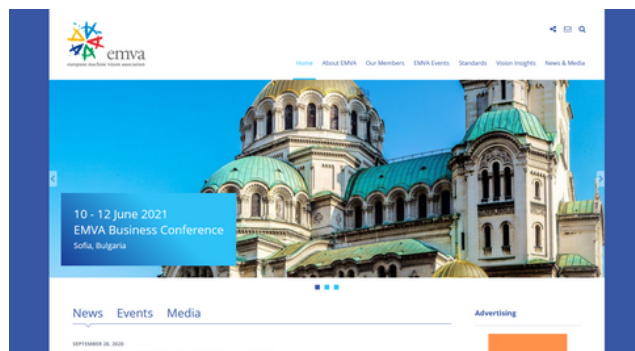 emva
european machine vision association
Home About EMVA Our Members EMVA Events Standards Vision Insights News & Media
10 - 12 June 2021
EMVA Business Conference
Sofia, Bulgaria
News Events Media
Advertising
SEPTEMBER 28, 2020